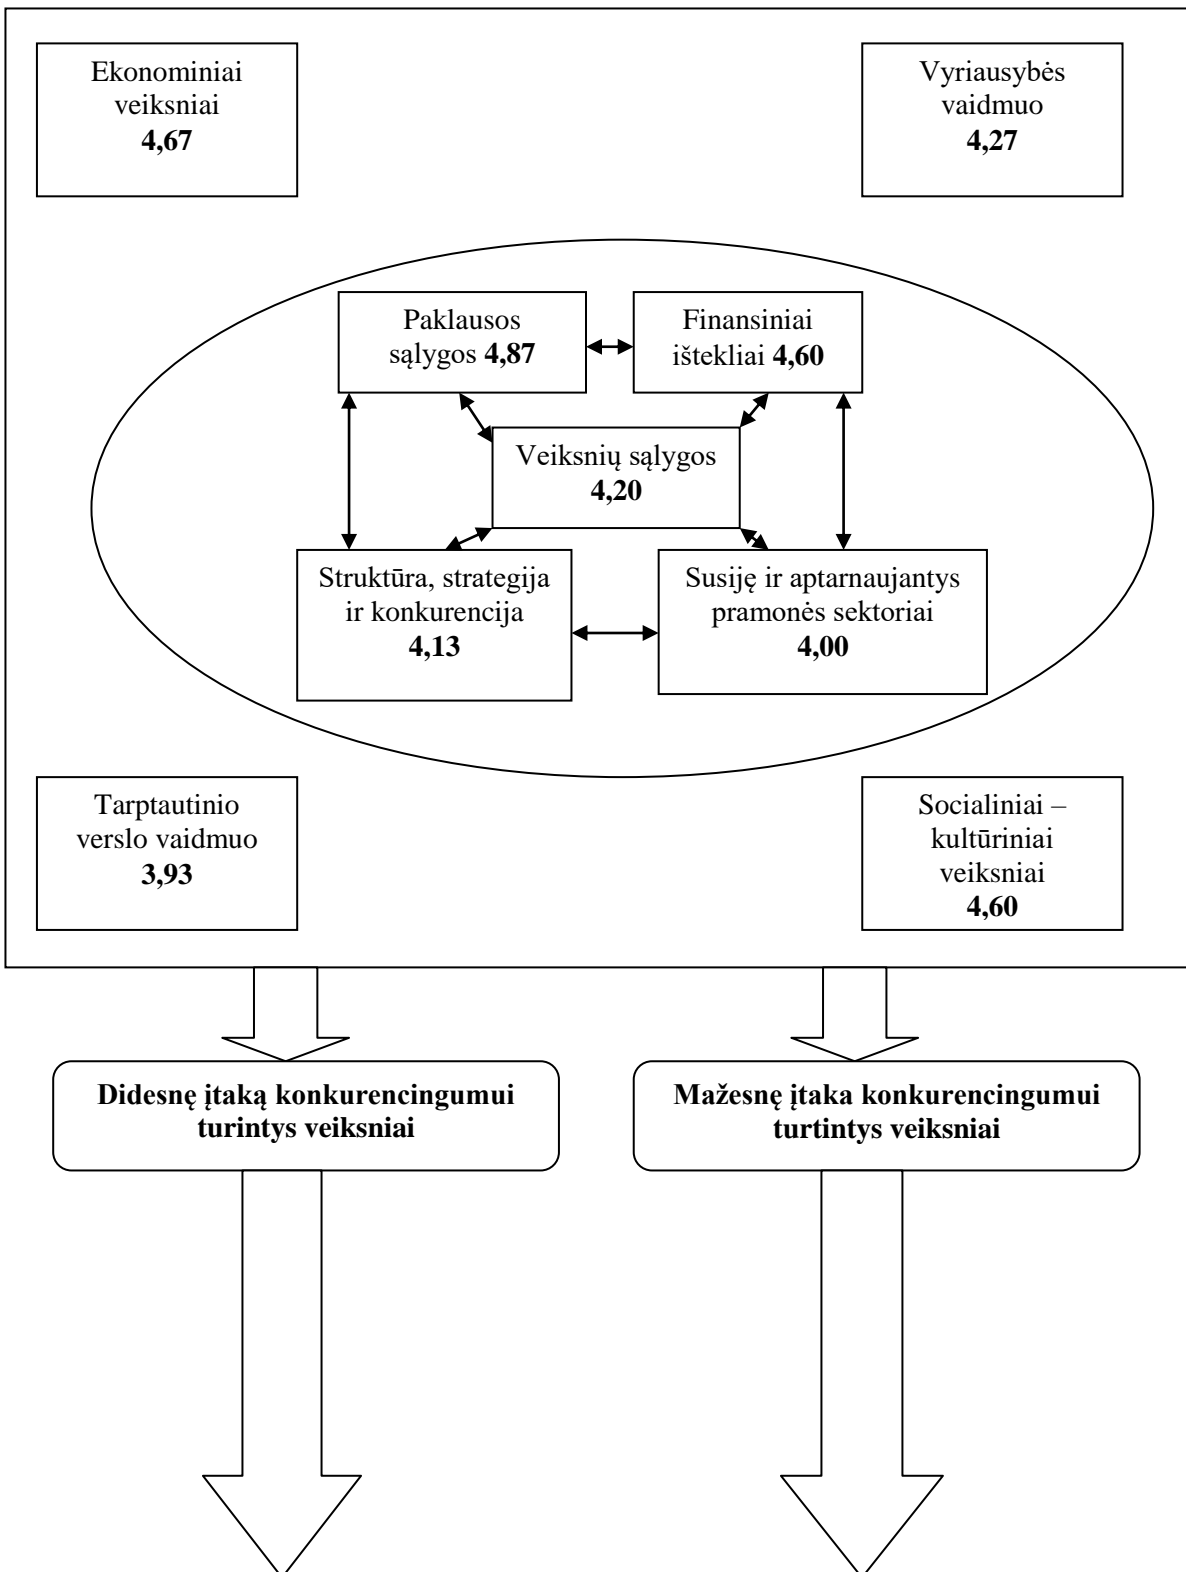 Ekonominiai
veiksniai
4,67
Vyriausybės
vaidmuo
4,27
Paklausos
sąlygos 4,87
Finansiniai
ištekliai 4,60
Veiksnių sąlygos
4,20
Struktūra, strategija
ir konkurencija
4,13
Susiję ir aptarnaujantys
pramonės sektoriai
4,00
Tarptautinio
verslo vaidmuo
3,93
Socialiniai –
kultūriniai
veiksniai
4,60
Didesnę įtaką konkurencingumui
turintys veiksniai
Mažesnę įtaka konkurencingumui
turtintys veiksniai